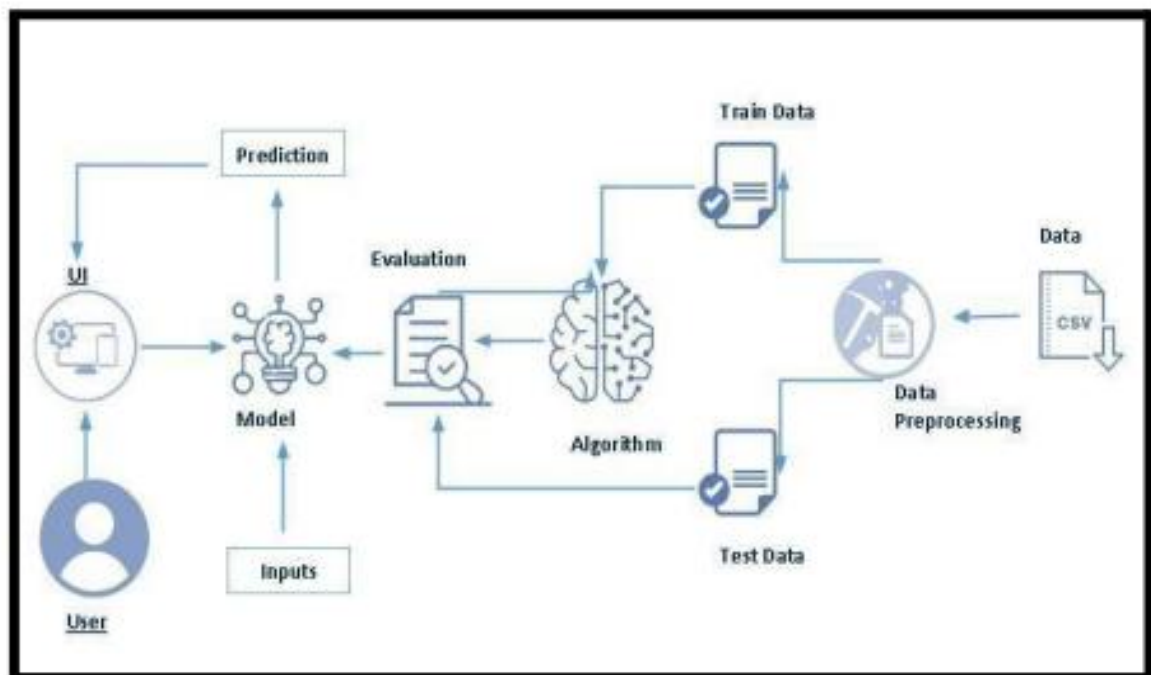 Train Data
Prediction
Data
Evaluation
UI
CSV
Data
Preprocessing
Model
Algorithm
Test Data
Inputs
User